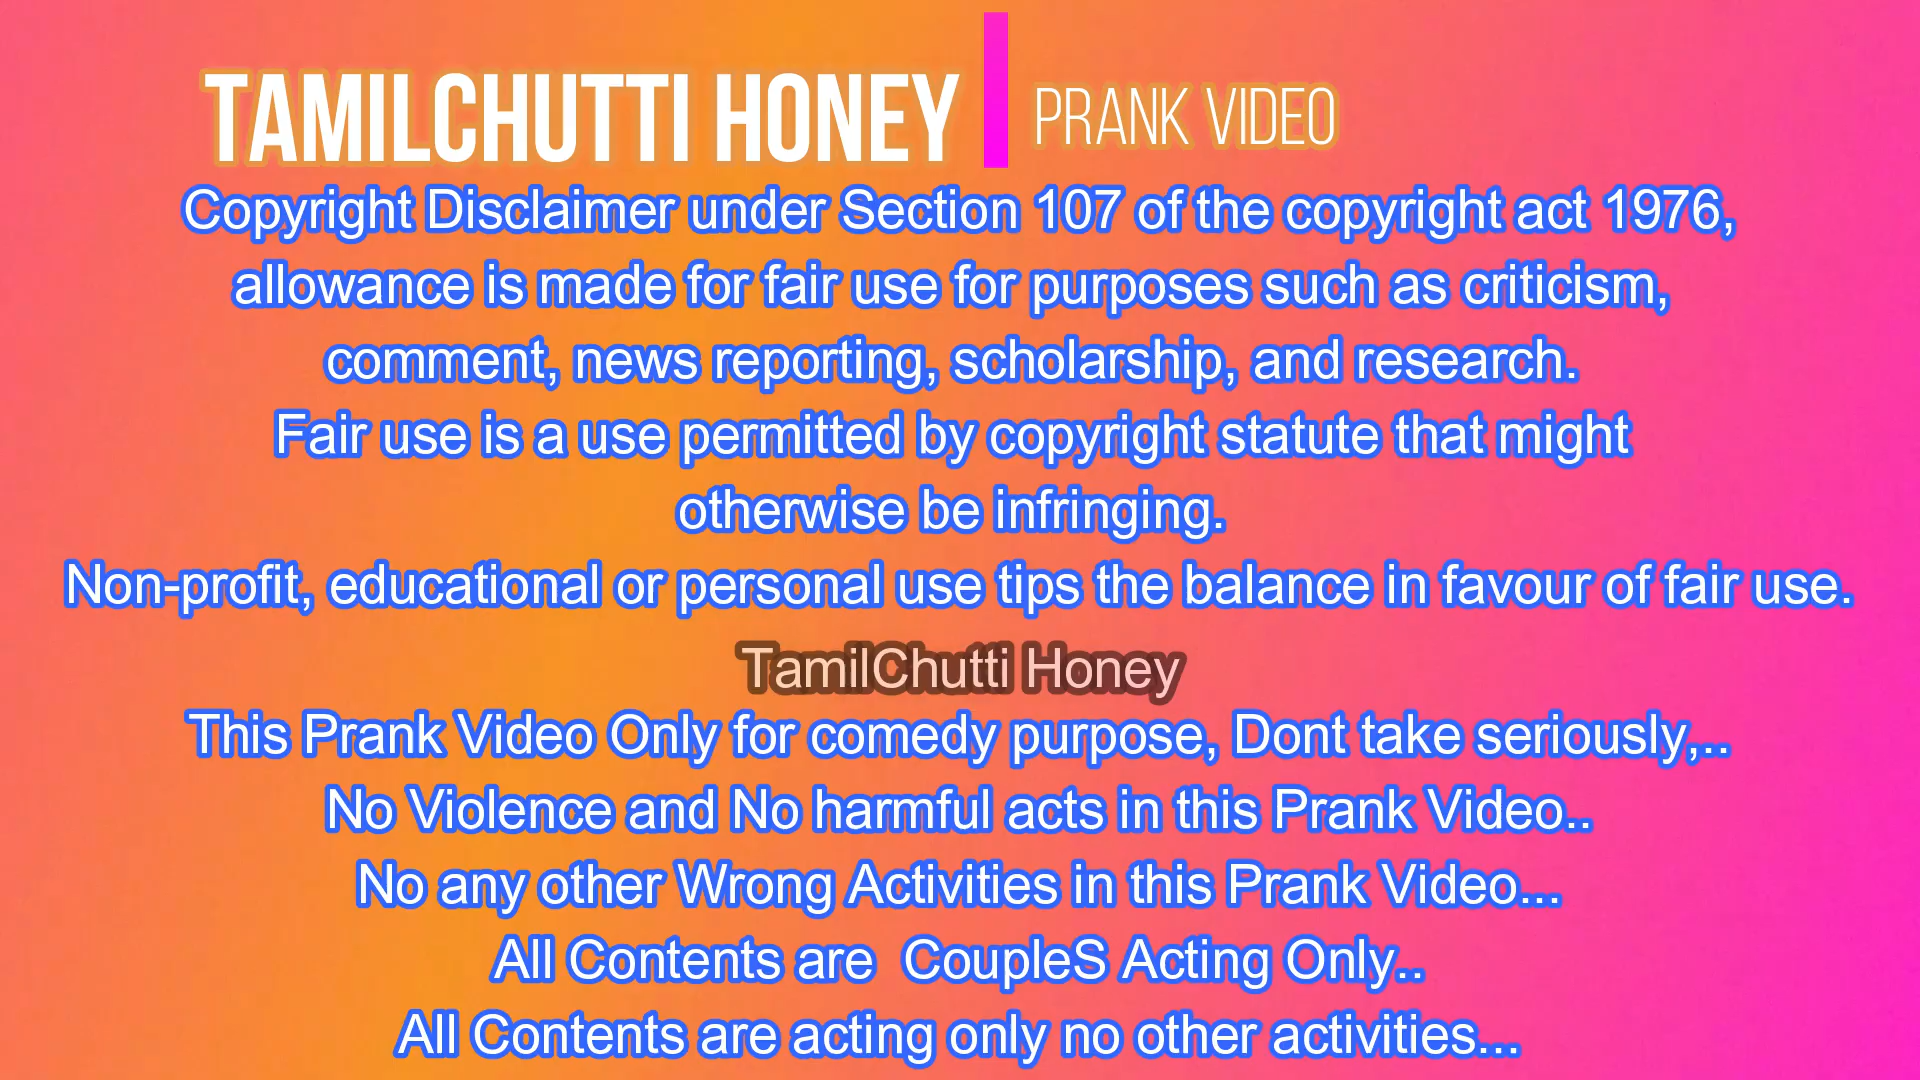 TAMILCHUTTI HONEY PRANK VIDEO
Copyright Disclaimer under Section 107 of the copyright act 1976,
allowance is made for fair use for purposes such as criticism,
comment, news reporting, scholarship, and research.
Fair use is a use permitted by copyright statute that might
otherwise be infringing.
Non-profit, educational or personal use tips the balance in favour of fair use.
TamilChutti Honey
This Prank Video Only for comedy purpose, Dont take seriously,..
No Violence and No harmful acts in this Prank Video..
No any other Wrong Activities in this Prank Video...
All Contents are  CoupleS Acting Only..
All Contents are acting only no other activities...